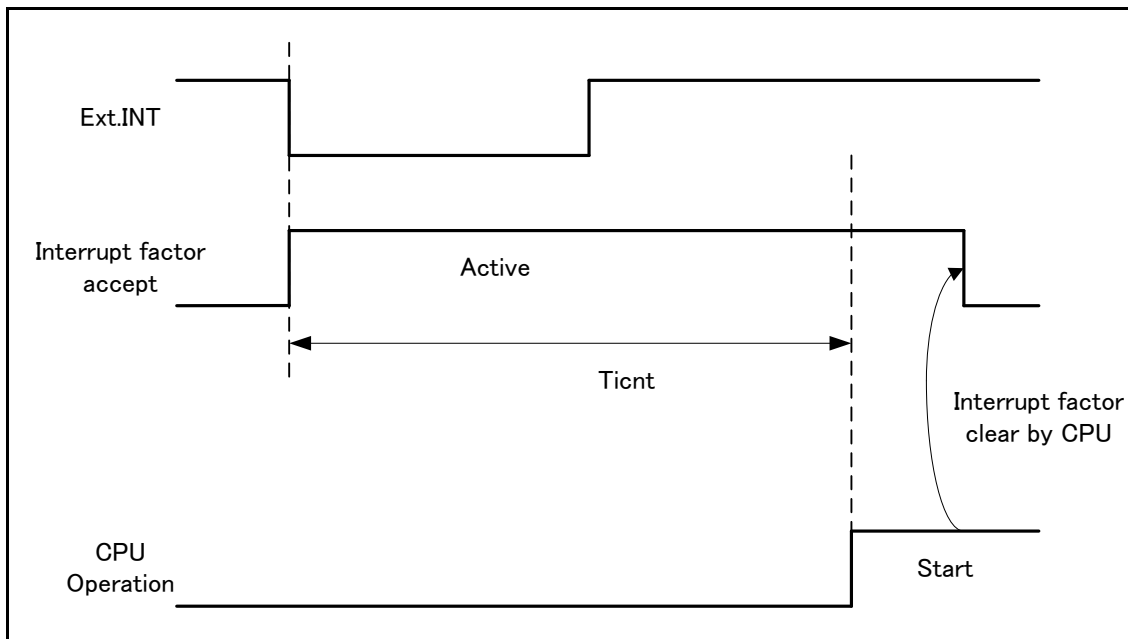 Ext.INT
Interrupt factor
accept
Active
Ticnt
Interrupt factor
clear by CPU
CPU
Operation
Start